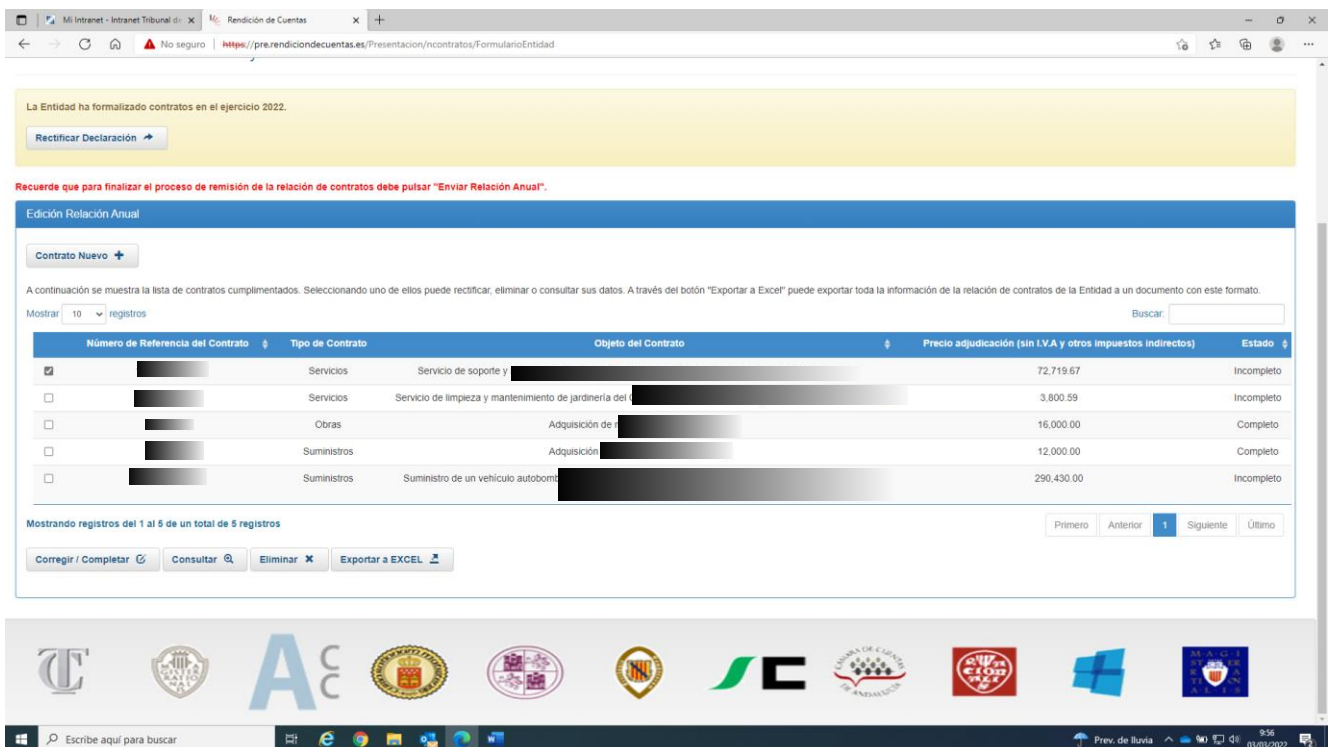 Mi Intranet - Intranet Tribunal de
Rendición de Cuentas
No seguro | https://pre.rendiciondecuentas.es/Presentacion/ncontratos/FormularioEntidad
La Entidad ha formalizado contratos en el ejercicio 2022.
Rectificar Declaración
Recuerde que para finalizar el proceso de remisión de la relación de contratos debe pulsar "Enviar Relación Anual".
Edición Relación Anual
Contrato Nuevo
A continuación se muestra la lista de contratos cumplimentados. Seleccionando uno de ellos puede rectificar, eliminar o consultar sus datos. A través del botón "Exportar a Excel" puede exportar toda la información de la relación de contratos de la Entidad a un documento con este formato.
Mostrar 10 registros Buscar:
Número de Referencia del Contrato Tipo de Contrato Objeto del Contrato Precio adjudicación (sin I.V.A y otros impuestos indirectos) Estado
Servicios Servicio de soporte y 72,719.67 Incompleto
Servicios Servicio de limpieza y mantenimiento de jardinería del 3,800.59 Incompleto
Obras Adquisición de 16,000.00 Completo
Suministros Adquisición 12,000.00 Completo
Suministros Suministro de un vehículo autobomb 290,430.00 Incompleto
Mostrando registros del 1 al 5 de un total de 5 registros
Primero Anterior 1 Siguiente Último
Corregir / Completar Consultar Eliminar Exportar a EXCEL
A C C
CAMARA DE CUENTAS DE ANDALUCIA
Escribe aquí para buscar
Prev. de lluvia 9:56
03/03/2022